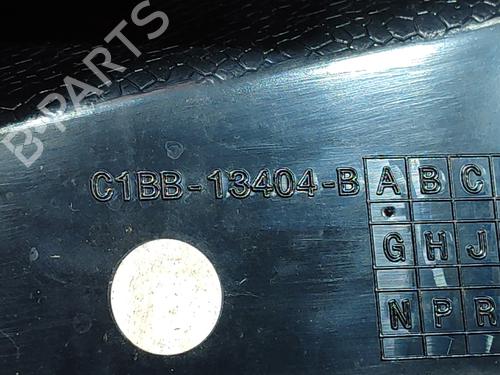 B-PARTS
C1BB-13404-B A B C
G H J
N P R